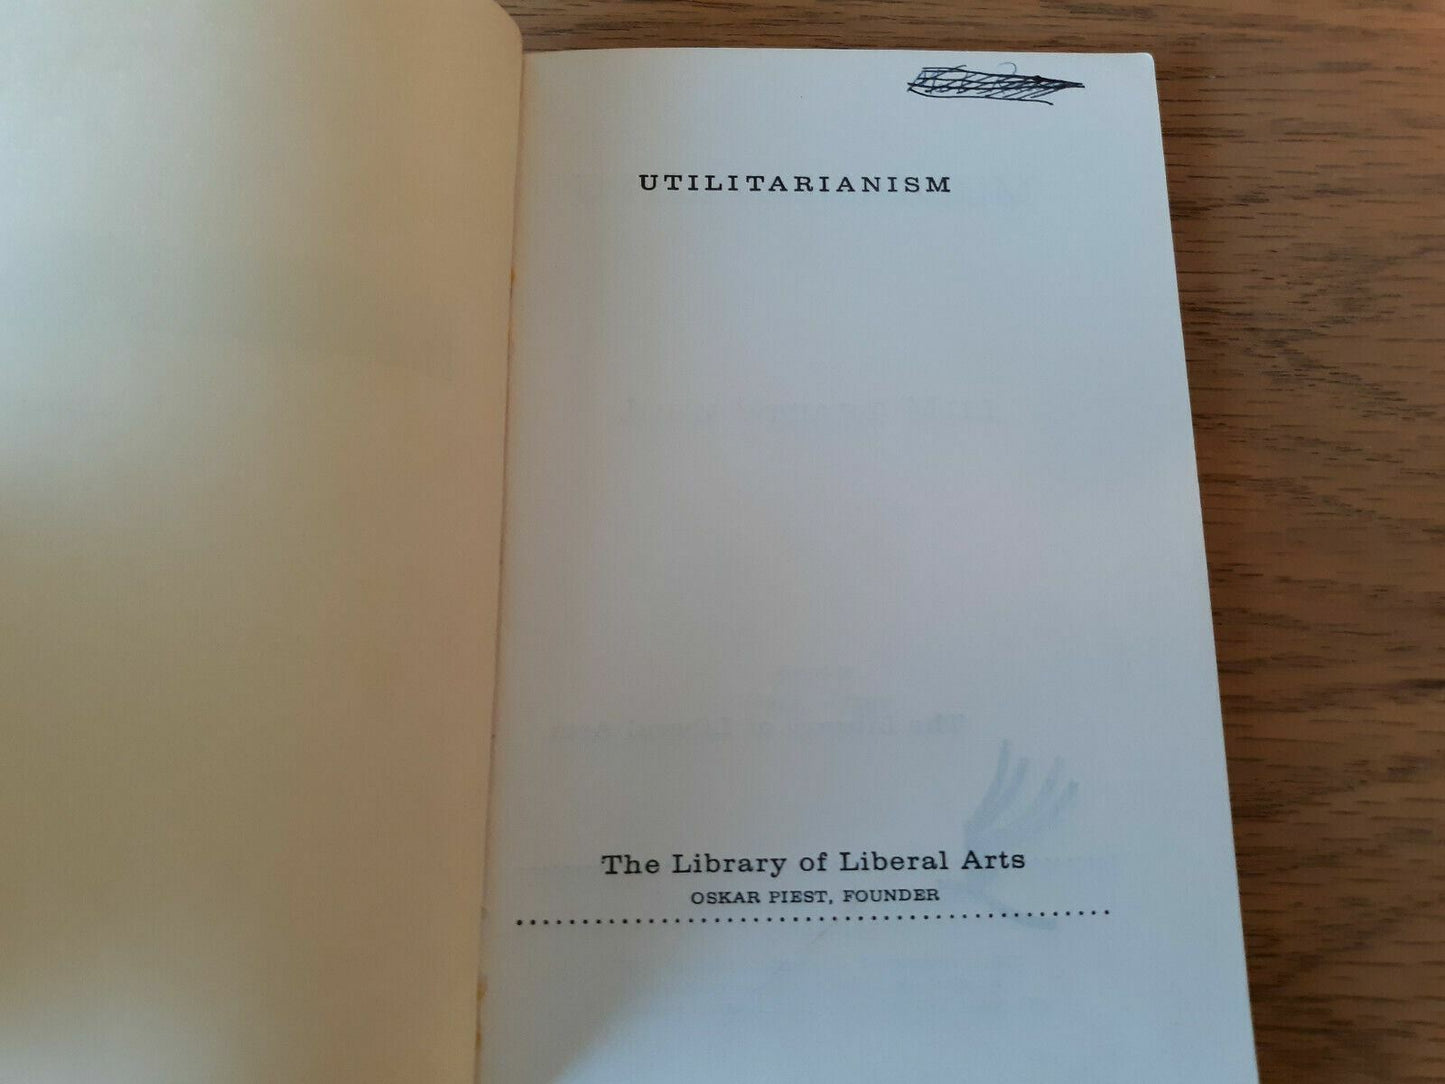 UTILITARIANISM
The Library of Liberal Arts
OSKAR PIEST, FOUNDER